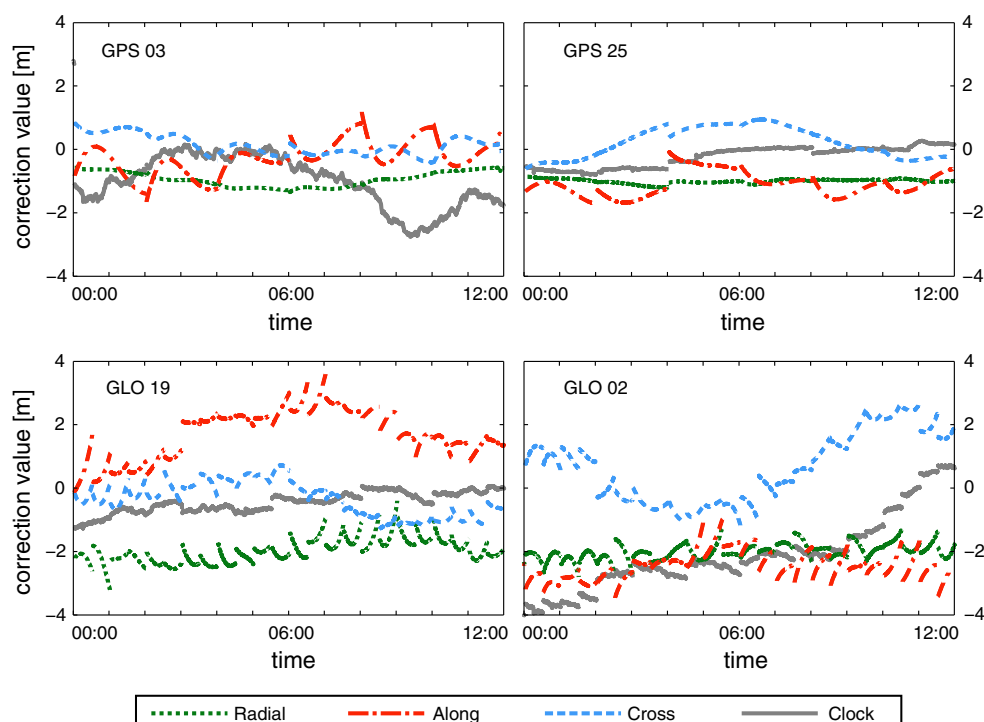 4 GPS 03 GPS 25 4
2 2
0 0
−2 −2
−4 −4
correction value [m]
00:00 06:00 12:00 00:00 06:00 12:00
time time
4 GLO 19 GLO 02 4
2 2
0 0
−2 −2
−4 −4
correction value [m]
00:00 06:00 12:00 00:00 06:00 12:00
time time
Radial Along Cross Clock